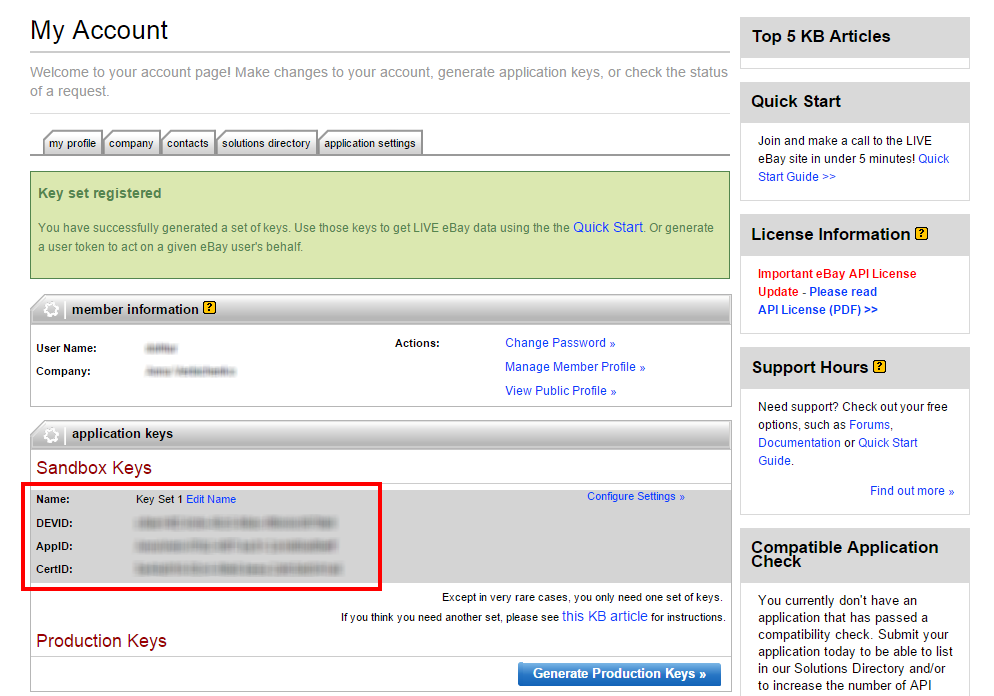 My Account
Welcome to your account page! Make changes to your account, generate application keys, or check the status
of a request.
my profile
company
contacts
solutions directory
application settings
Key set registered
You have successfully generated a set of keys. Use those keys to get LIVE eBay data using the the Quick Start. Or generate
a user token to act on a given eBay user's behalf.
member information ?
User Name:
Company:
Actions:
Change Password »
Manage Member Profile »
View Public Profile »
application keys
Sandbox Keys
Name: Key Set 1 Edit Name
Configure Settings »
DEVID:
AppID:
CertID:
Except in very rare cases, you only need one set of keys.
If you think you need another set, please see this KB article for instructions.
Production Keys
Generate Production Keys »
Top 5 KB Articles
Quick Start
Join and make a call to the LIVE
eBay site in under 5 minutes! Quick
Start Guide >>
License Information ?
Important eBay API License
Update - Please read
API License (PDF) >>
Support Hours ?
Need support? Check out your free
options, such as Forums,
Documentation or Quick Start
Guide.
Find out more »
Compatible Application
Check
You currently don't have an
application that has passed a
compatibility check. Submit your
application today to be able to list
in our Solutions Directory and/or
to increase the number of API